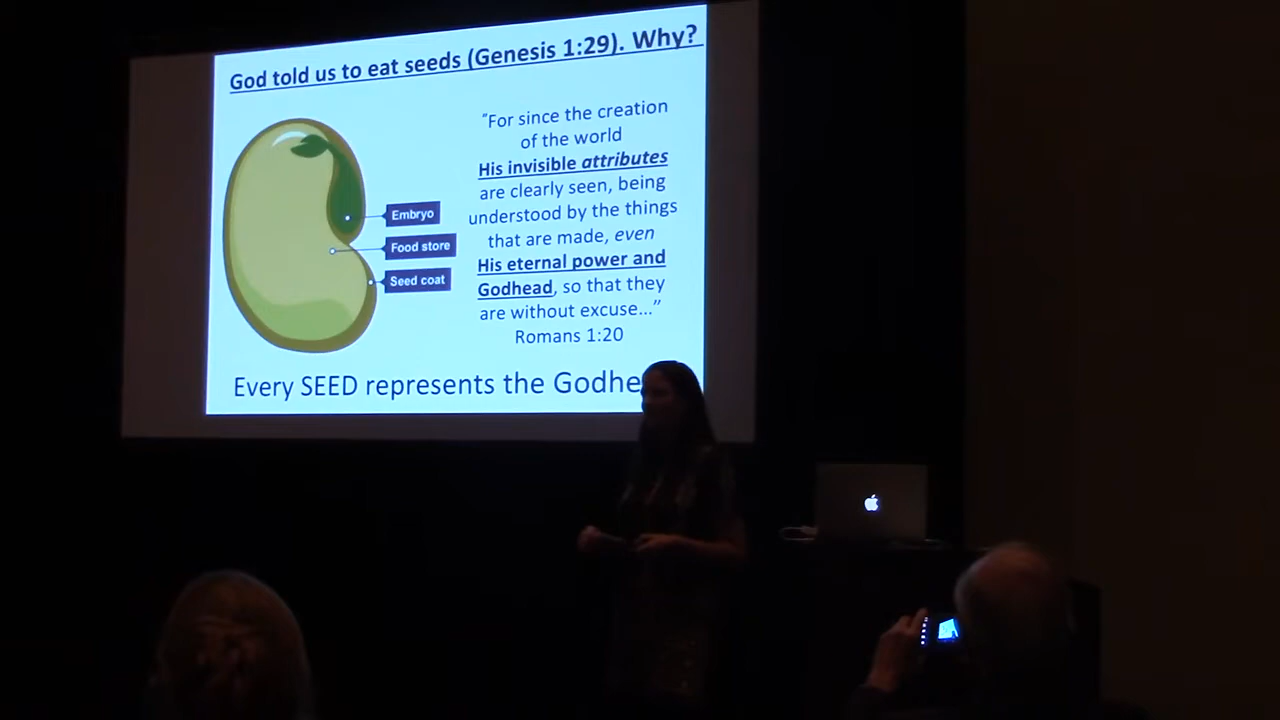 God told us to eat seeds (Genesis 1:29). Why?
"For since the creation
of the world
His invisible attributes
are clearly seen, being
understood by the things
that are made, even
His eternal power and
Godhead, so that they
are without excuse..."
Romans 1:20
Embryo
Food store
Seed coat
Every SEED represents the